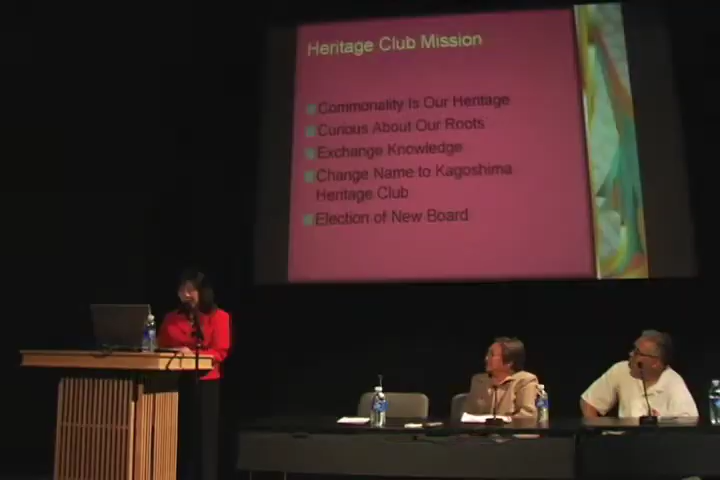 Heritage Club Mission
Commonality Is Our Heritage
Curious About Our Roots
Exchange Knowledge
Change Name to Kagoshima
Heritage Club
Election of New Board